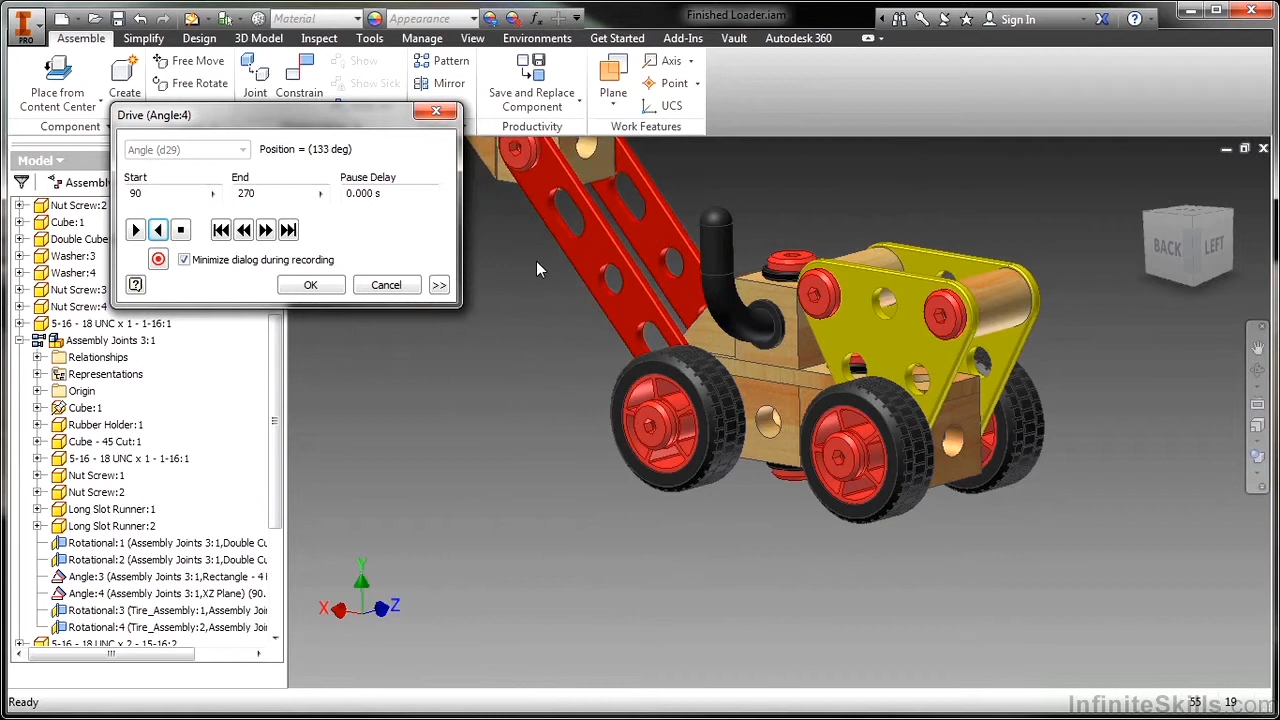 Material
Appearance
Finished Loader.iam
Sign In
PRO
Assemble Simplify Design 3D Model Inspect Tools Manage View Environments Get Started Add-Ins Vault Autodesk 360
Place from
Content Center
Create
Free Move
Free Rotate
Joint
Constrain
Show
Show Sick
Pattern
Mirror
Save and Replace
Component
Plane
Axis
Point
UCS
Component
Productivity
Work Features
Drive (Angle:4)
Angle (d29) Position = (133 deg)
Start End Pause Delay
90 270 0.000 s
Minimize dialog during recording
OK Cancel >>
Model
Nut Screw:2
Cube:1
Washer:3
Washer:4
Nut Screw:3
Nut Screw:4
5-16 - 18 UNC x 1 - 1-16:1
Assembly Joints 3:1
Relationships
Representations
Origin
Cube:1
Rubber Holder:1
Cube - 45 Cut:1
5-16 - 18 UNC x 1 - 1-16:1
Nut Screw:1
Nut Screw:2
Long Slot Runner:1
Long Slot Runner:2
Rotational:1 (Assembly Joints 3:1,Double Cu
Rotational:2 (Assembly Joints 3:1,Double Cu
Angle:3 (Assembly Joints 3:1,Rectangle - 4
Angle:4 (Assembly Joints 3:1,XZ Plane) (90.
Rotational:3 (Tire_Assembly:1,Assembly Joi
Rotational:4 (Tire_Assembly:2,Assembly Joi
5-16 - 18 UNC x 2 - 15-16:2
BACK LEFT
Y
X Z
Ready
55 19
InfiniteSkills.com